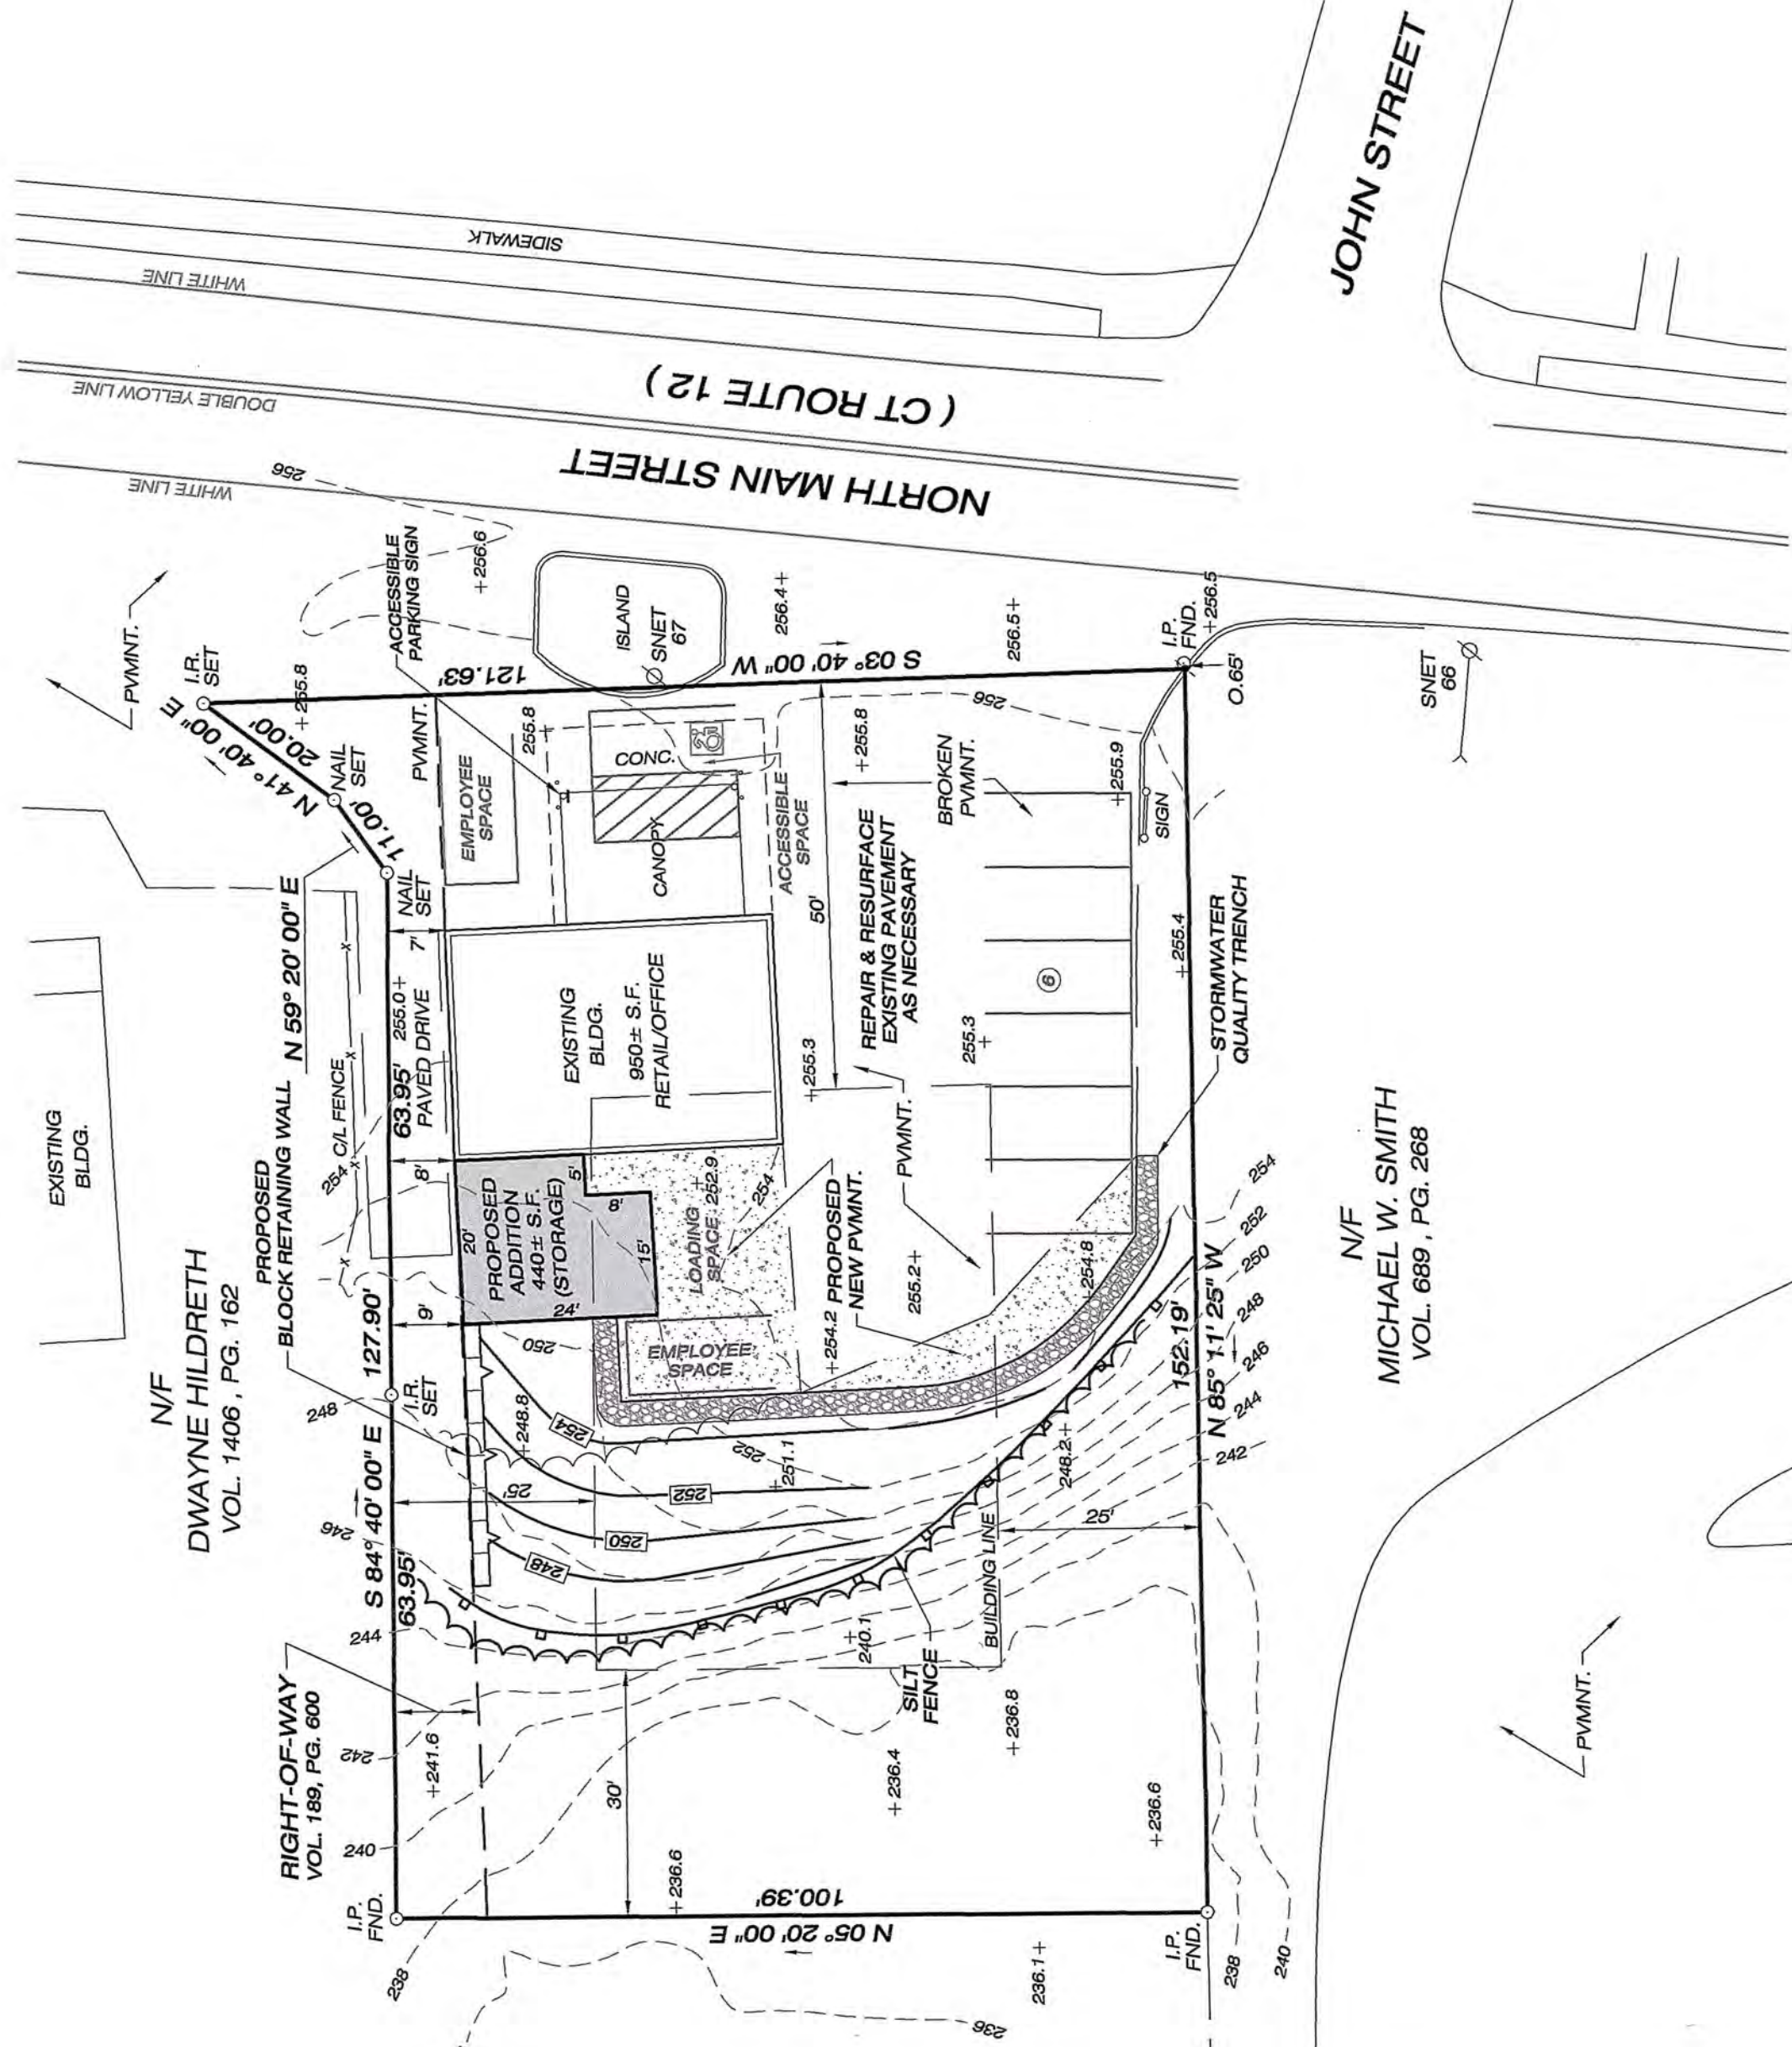 JOHN STREET
SIDEWALK
WHITE LINE
( CT ROUTE 12 )
DOUBLE YELLOW LINE
NORTH MAIN STREET
WHITE LINE
256
PVMNT.
I.R.
SET
N 41° 40' 00" E
20.00'
+255.8
NAIL
SET
11.00'
NAIL
SET
ACCESSIBLE
PARKING SIGN
+256.6
ISLAND
SNET
67
256.4+
256.5+
I.P.
FND.
+256.5
0.65'
SNET
66
121.63'
S 03° 40' 00" W
PVMNT.
EMPLOYEE
SPACE
255.8
CONC.
CANOPY
ACCESSIBLE
SPACE
256
+255.8
BROKEN
PVMNT.
+255.9
SIGN
50'
REPAIR & RESURFACE
EXISTING PAVEMENT
AS NECESSARY
+255.4
STORMWATER
QUALITY TRENCH
6
EXISTING
BLDG.
N/F
DWAYNE HILDRETH
VOL. 1406 , PG. 162
PROPOSED
BLOCK RETAINING WALL
N 59° 20' 00" E
C/L FENCE
254
63.95'
255.0+
PAVED DRIVE
7'
EXISTING
BLDG.
950± S.F.
RETAIL/OFFICE
+255.3
255.3
PVMNT.
8'
PROPOSED
ADDITION
440± S.F.
(STORAGE)
20'
5'
8'
15'
24'
LOADING
SPACE
252.9
254
PROPOSED
NEW PVMNT.
+254.2
255.2+
254.8
9'
127.90'
250
EMPLOYEE
SPACE
254
252
250
248
246
244
242
152.19'
N 85° 11' 25" W
N/F
MICHAEL W. SMITH
VOL. 689 , PG. 268
248
I.R.
SET
+248.8
254
252
251.1
248.2+
S 84° 40' 00" E
25'
252
250
248
246
63.95'
244
BUILDING LINE
25'
240.1
SILT
FENCE
RIGHT-OF-WAY
VOL. 189, PG. 600
242
+241.6
30'
+236.4
+236.8
+236.6
240
+236.6
I.P.
FND.
100.39'
N 05° 20' 00" E
I.P.
FND.
238
236.1+
238
240
236
PVMNT.